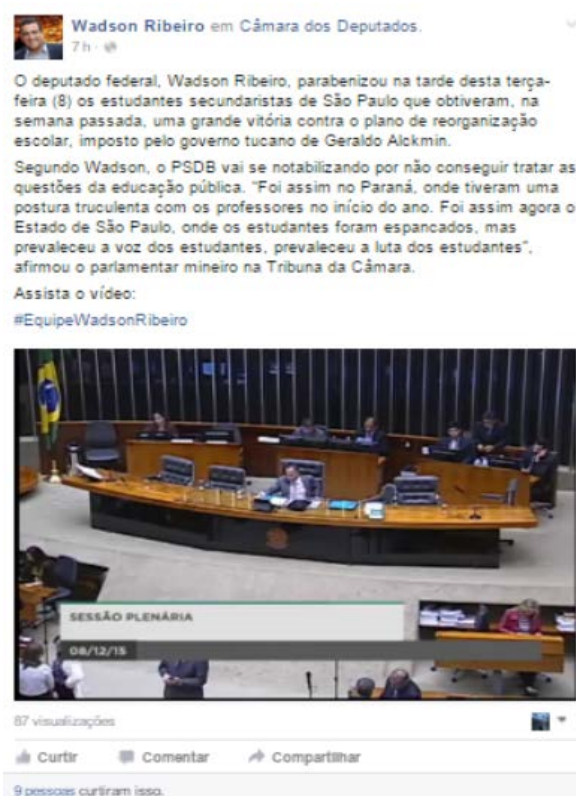 Wadson Ribeiro em Câmara dos Deputados.
7 h ·
O deputado federal, Wadson Ribeiro, parabenizou na tarde desta terça-
feira (8) os estudantes secundaristas de São Paulo que obtiveram, na
semana passada, uma grande vitória contra o plano de reorganização
escolar, imposto pelo governo tucano de Geraldo Alckmin.
Segundo Wadson, o PSDB vai se notabilizando por não conseguir tratar as
questões da educação pública. "Foi assim no Paraná, onde tiveram uma
postura truculenta com os professores no início do ano. Foi assim agora o
Estado de São Paulo, onde os estudantes foram espancados, mas
prevaleceu a voz dos estudantes, prevaleceu a luta dos estudantes",
afirmou o parlamentar mineiro na Tribuna da Câmara.
Assista o vídeo:
#EquipeWadsonRibeiro
SESSÃO PLENÁRIA
08/12/15
87 visualizações
Curtir Comentar Compartilhar
9 pessoas curtiram isso.